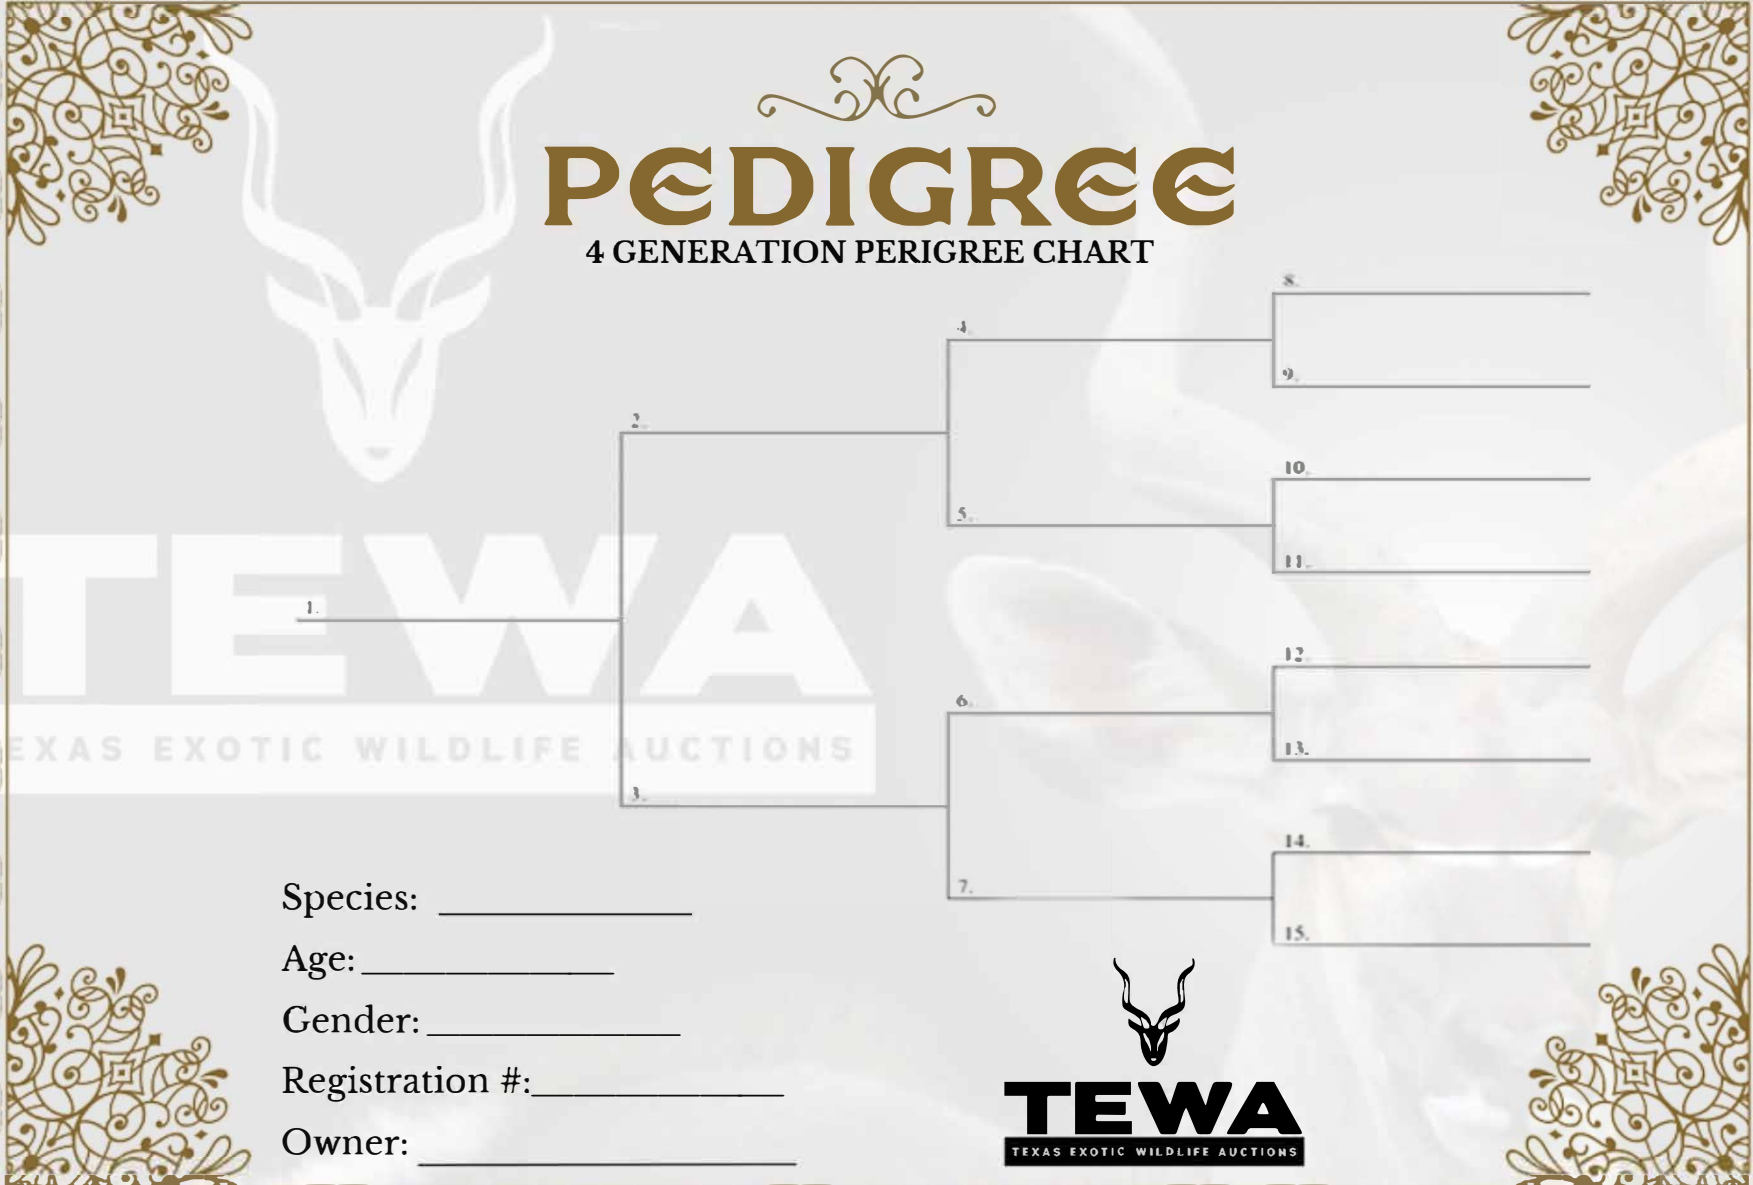 PEDIGREE
4 GENERATION PERIGREE CHART
8.
4.
9.
2.
10.
5.
11.
1.
12.
6.
13.
3.
14.
7.
15.
TEWA
EXAS EXOTIC WILDLIFE AUCTIONS
Species:
Age:
Gender:
Registration #:
Owner:
TEWA
TEXAS EXOTIC WILDLIFE AUCTIONS